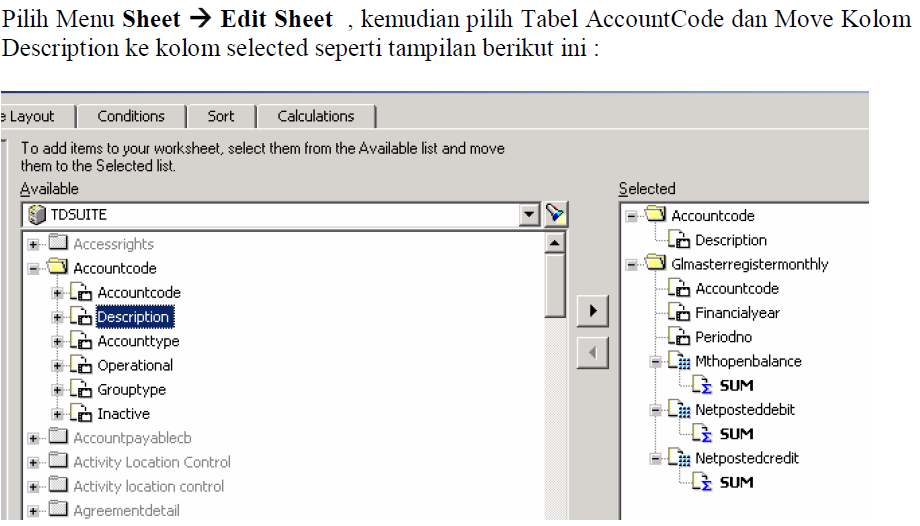 Pilih Menu Sheet → Edit Sheet , kemudian pilih Tabel AccountCode dan Move Kolom
Description ke kolom selected seperti tampilan berikut ini :
e Layout Conditions Sort Calculations
To add items to your worksheet, select them from the Available list and move
them to the Selected list.
Available
TDSUITE
Accessrights
Accountcode
Accountcode
Description
Accounttype
Operational
Grouptype
Inactive
Accountpayablecb
Activity Location Control
Activity location control
Agreementdetail
Selected
Accountcode
Description
Glmasterregistermonthly
Accountcode
Financialyear
Periodno
Mthopenbalance
SUM
Netposteddebit
SUM
Netpostedcredit
SUM